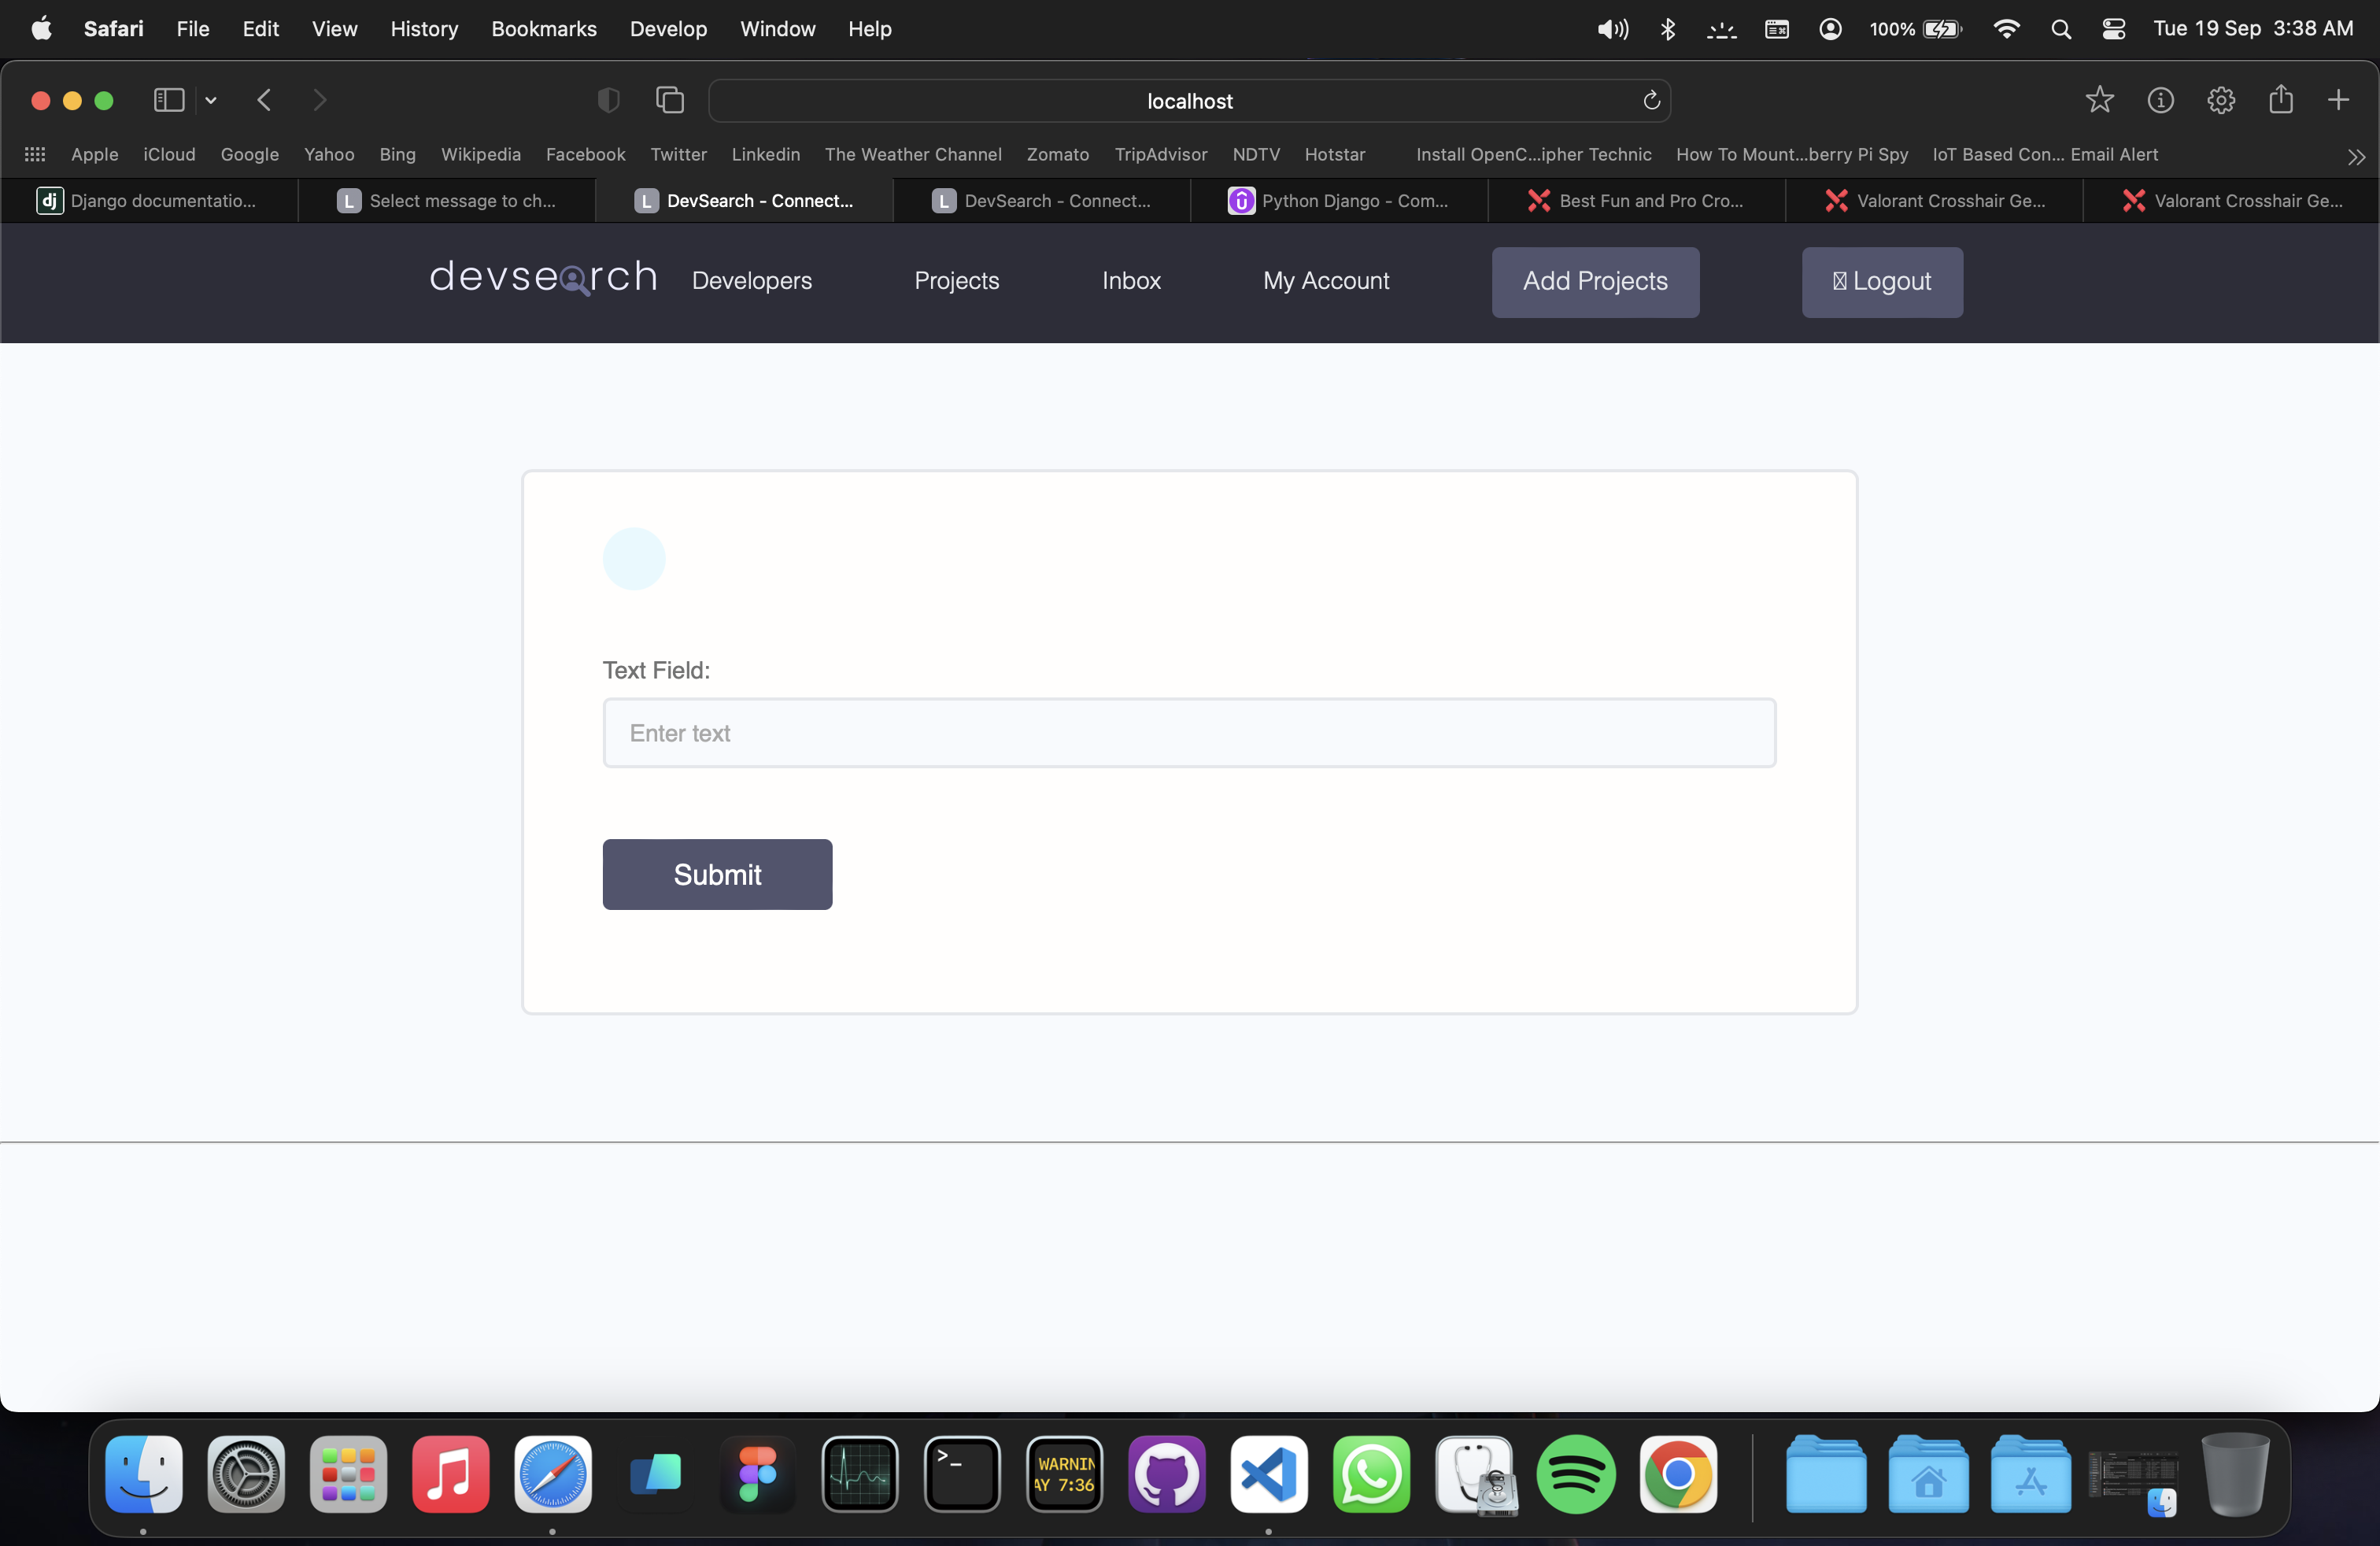 Safari File Edit View History Bookmarks Develop Window Help 100% Tue 19 Sep 3:38 AM
localhost
Apple iCloud Google Yahoo Bing Wikipedia Facebook Twitter Linkedin The Weather Channel Zomato TripAdvisor NDTV Hotstar Install OpenC...ipher Technic How To Mount...berry Pi Spy IoT Based Con... Email Alert
dj Django documentatio... L Select message to ch... L DevSearch - Connect... L DevSearch - Connect... Python Django - Com... Best Fun and Pro Cro... Valorant Crosshair Ge... Valorant Crosshair Ge...
devsearch Developers Projects Inbox My Account Add Projects Logout
Text Field:
Enter text
Submit
WARNIN
AY 7:36